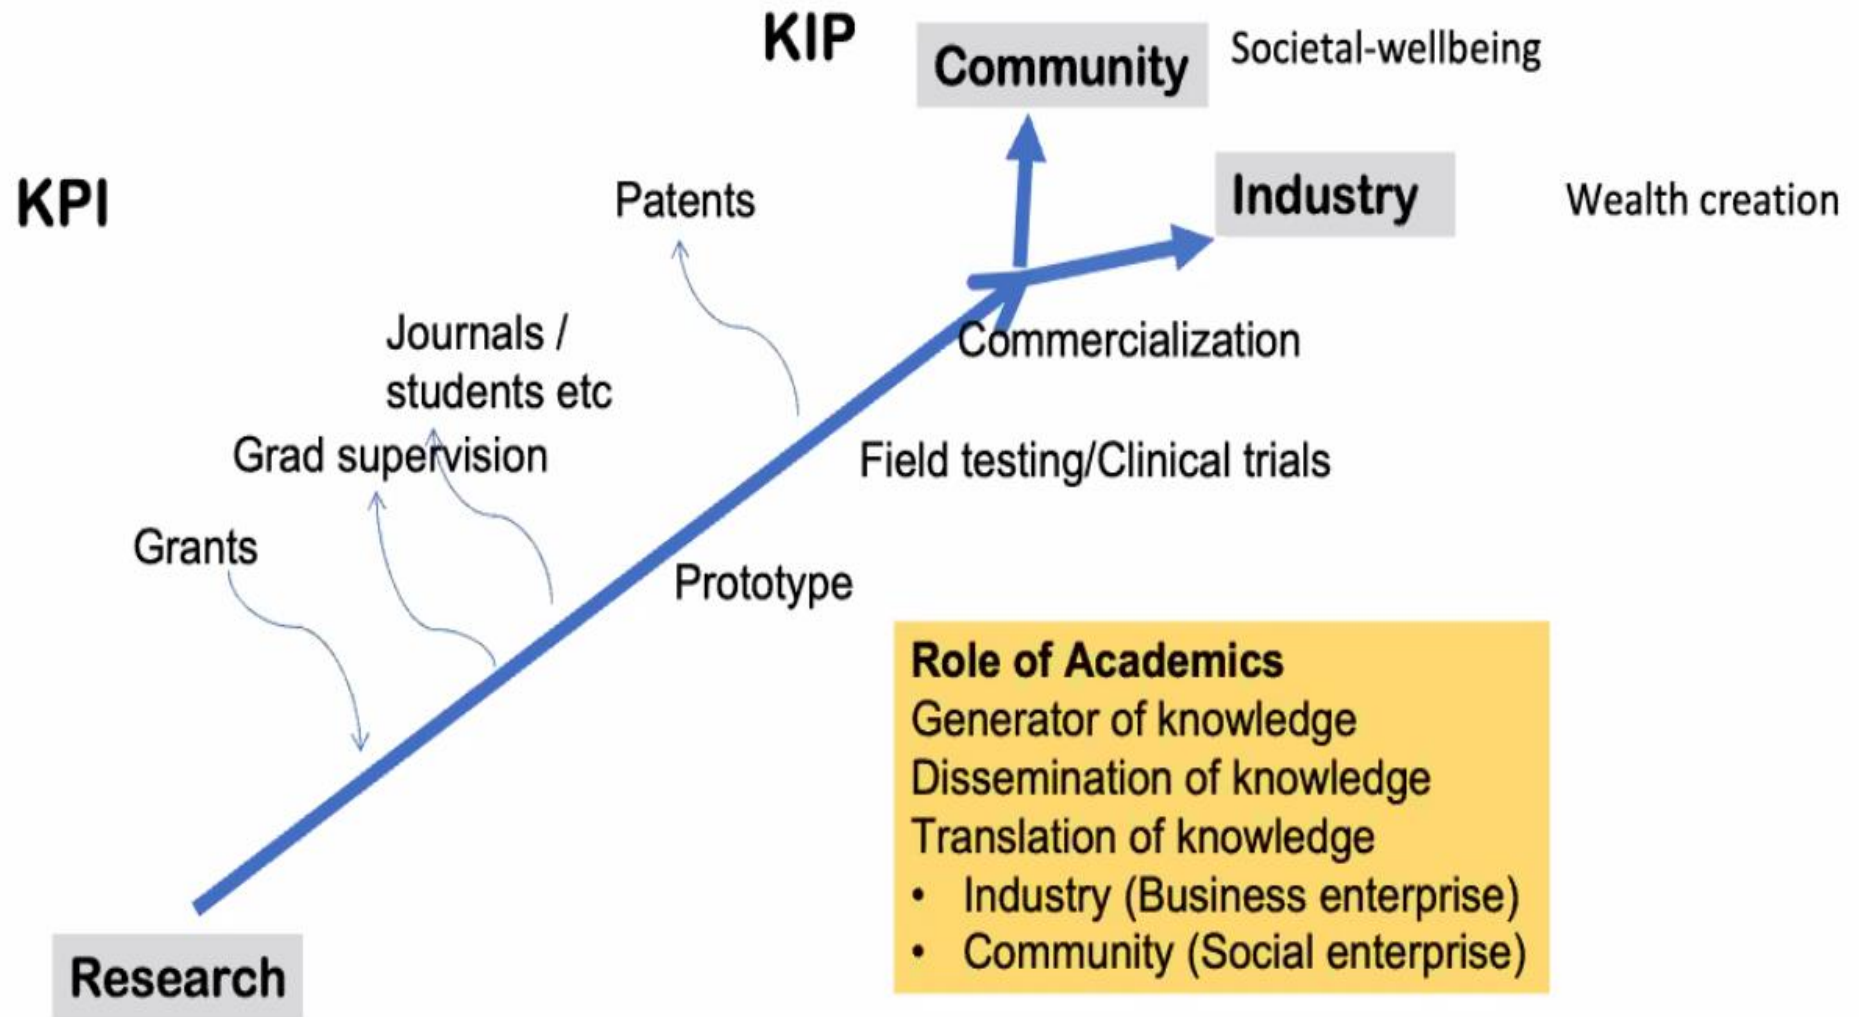 KIP
Community
Societal-wellbeing
KPI
Patents
Industry
Wealth creation
Journals /
students etc
Commercialization
Grad supervision
Field testing/Clinical trials
Grants
Prototype
Role of Academics
Generator of knowledge
Dissemination of knowledge
Translation of knowledge
• Industry (Business enterprise)
• Community (Social enterprise)
Research